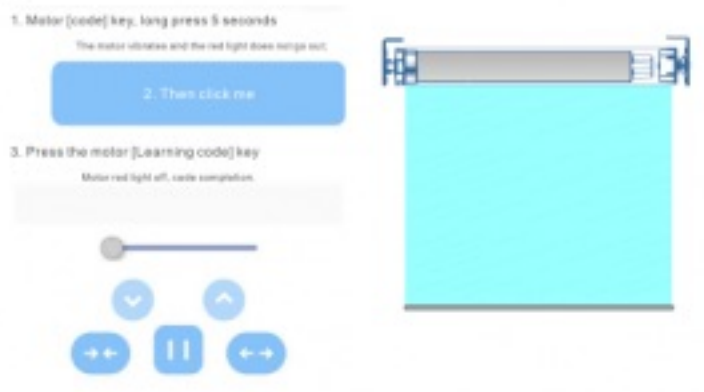 1. Motor [code] key, long press 5 seconds
The motor vibrates and the red light does not go out.
2. Then click me
3. Press the motor [Learning code] key
Motor red light off, code completion.